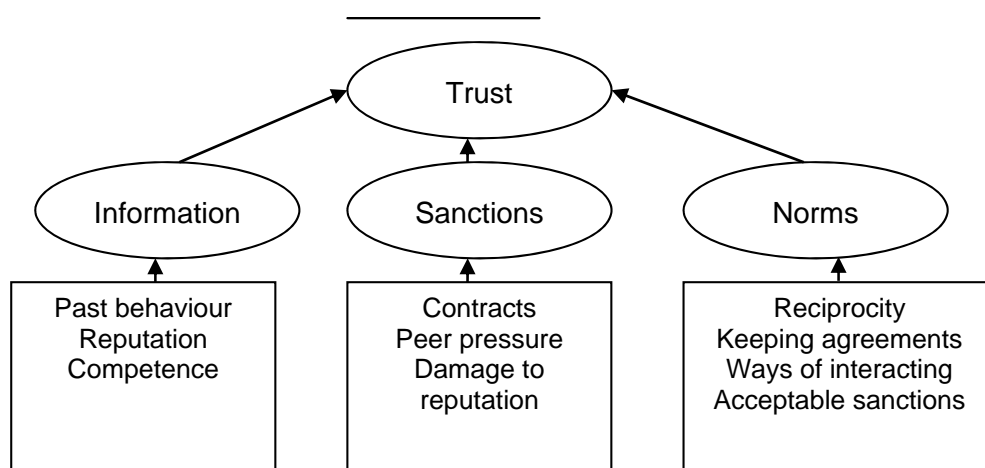 Trust
Information
Sanctions
Norms
Past behaviour
Reputation
Competence
Contracts
Peer pressure
Damage to
reputation
Reciprocity
Keeping agreements
Ways of interacting
Acceptable sanctions